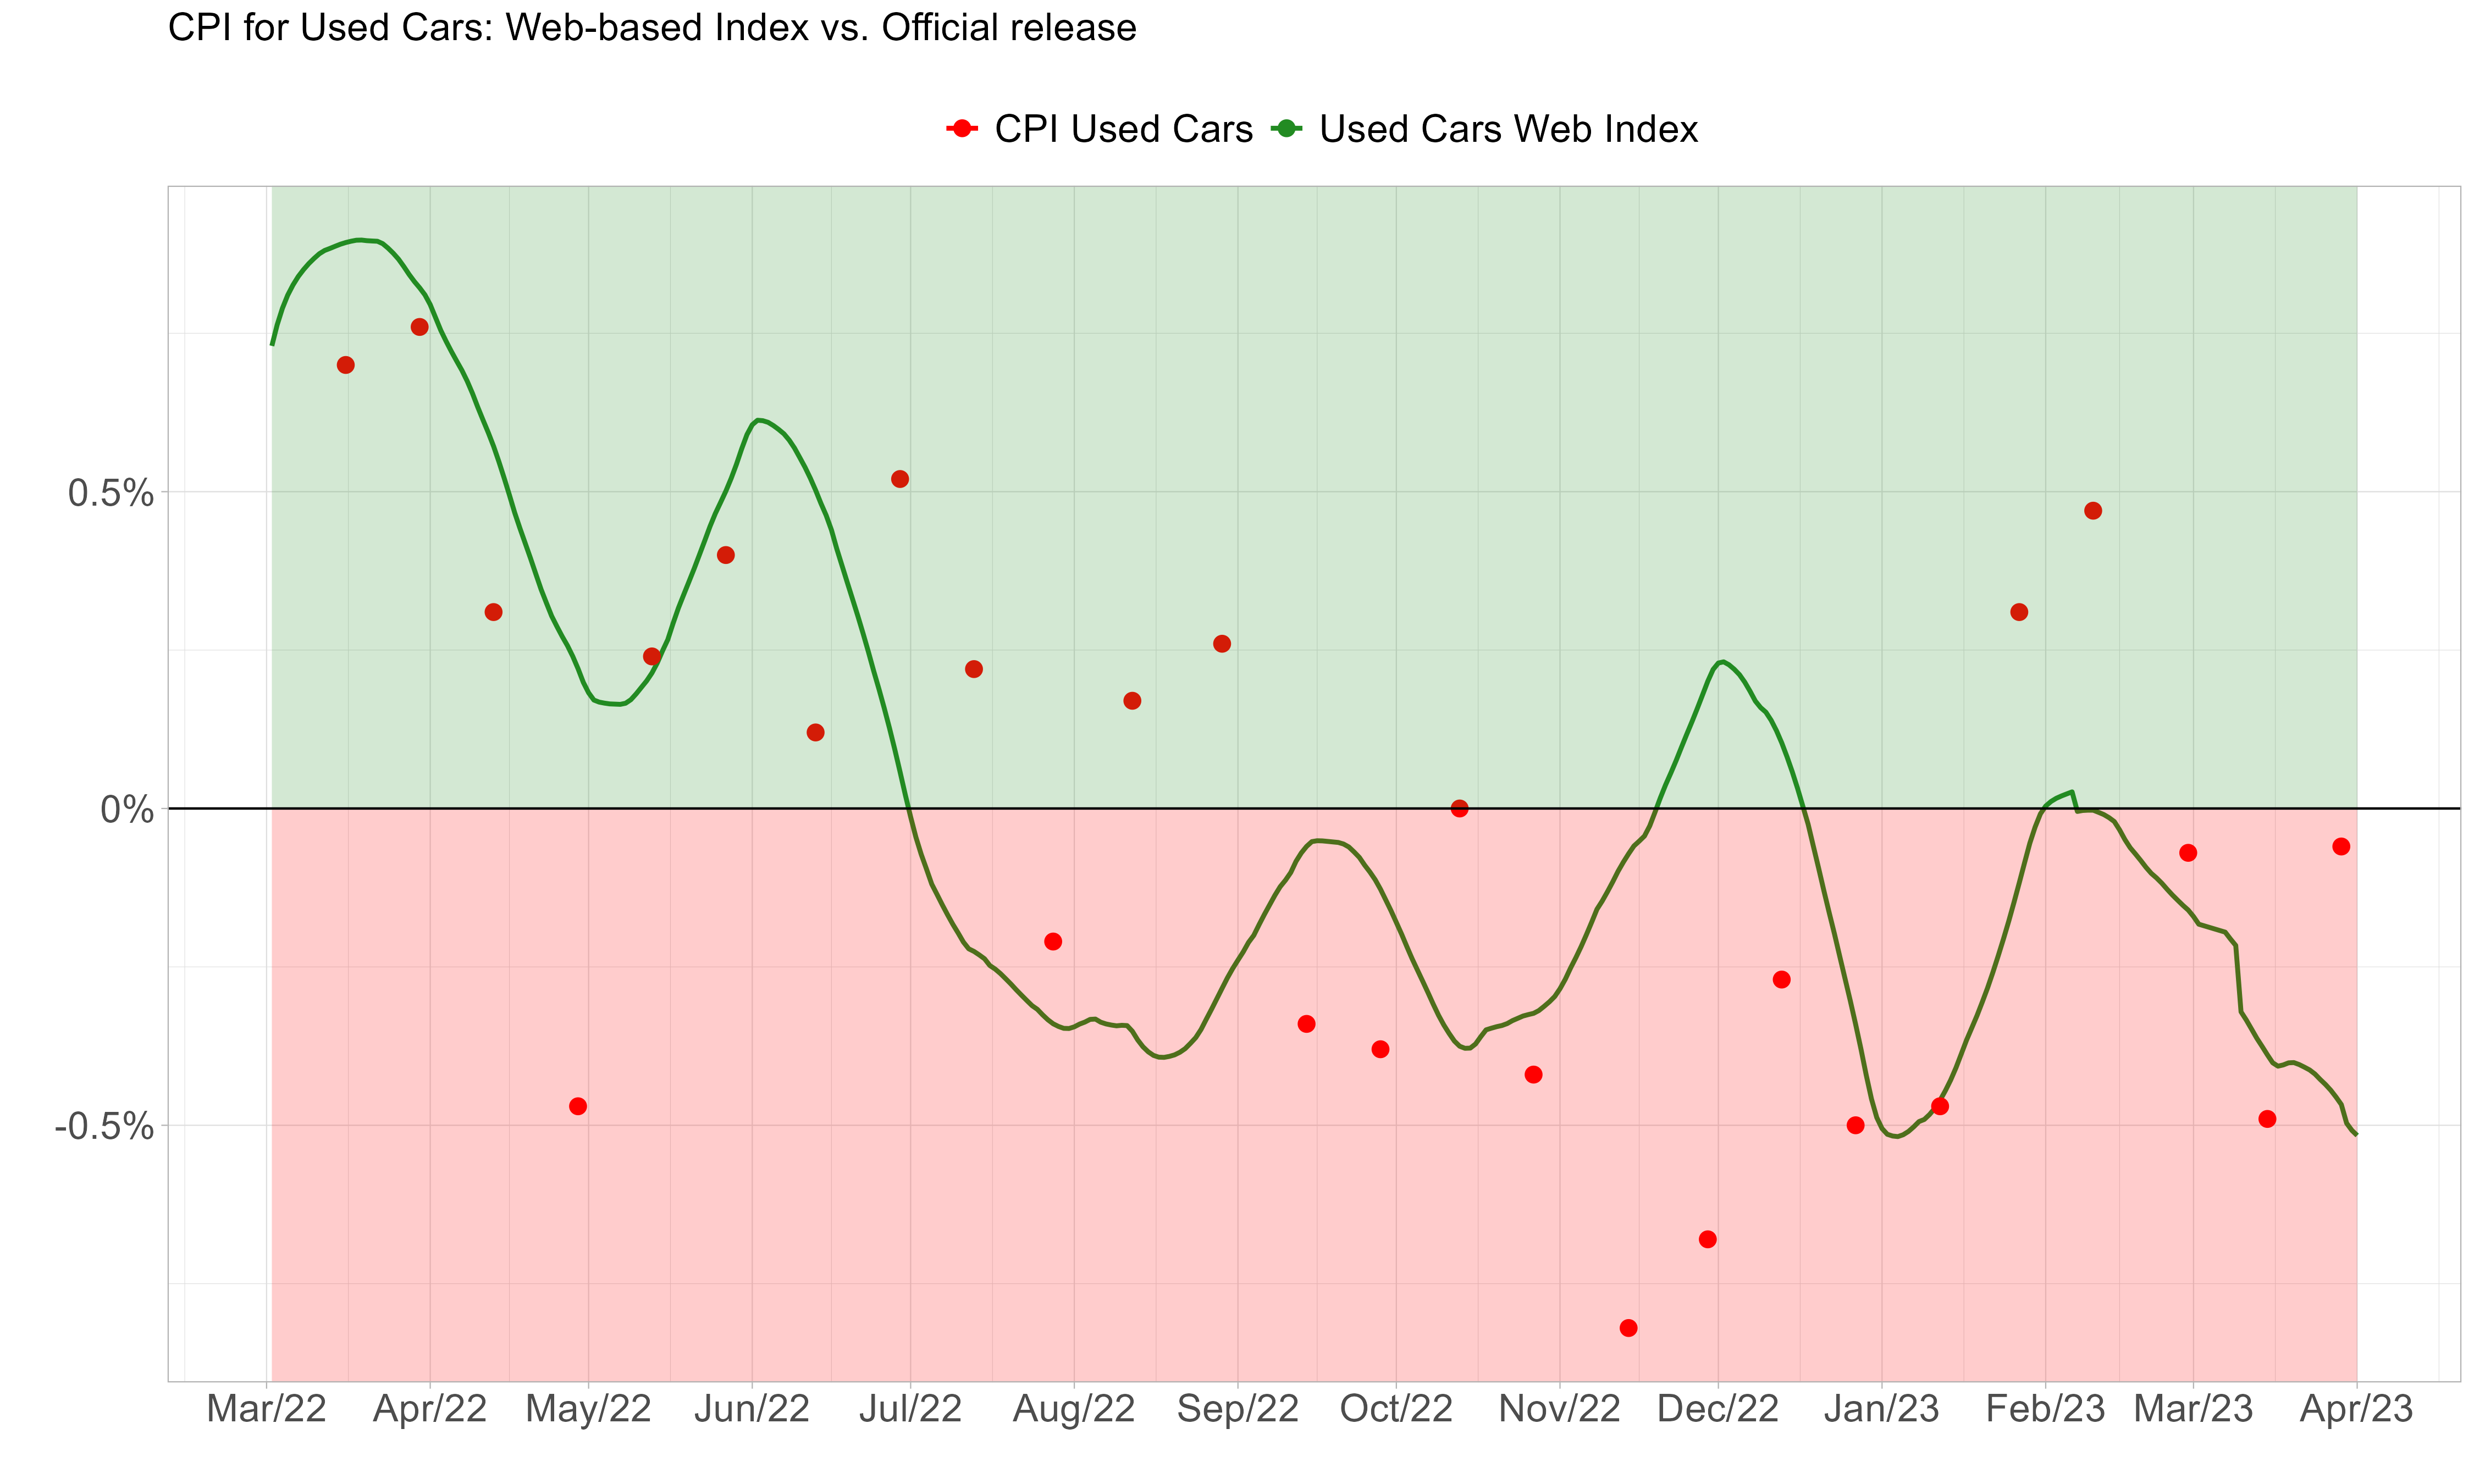 CPI for Used Cars: Web-based Index vs. Official release
CPI Used Cars Used Cars Web Index
0.5%
0%
-0.5%
Mar/22 Apr/22 May/22 Jun/22 Jul/22 Aug/22 Sep/22 Oct/22 Nov/22 Dec/22 Jan/23 Feb/23 Mar/23 Apr/23